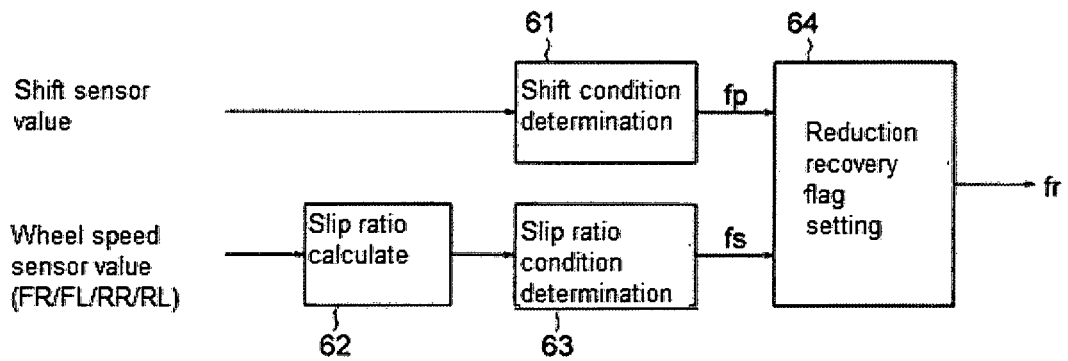 61
64
Shift sensor
value
Shift condition
determination
fp
Reduction
recovery
flag
setting
fr
Wheel speed
sensor value
(FR/FL/RR/RL)
Slip ratio
calculate
Slip ratio
condition
determination
fs
62
63